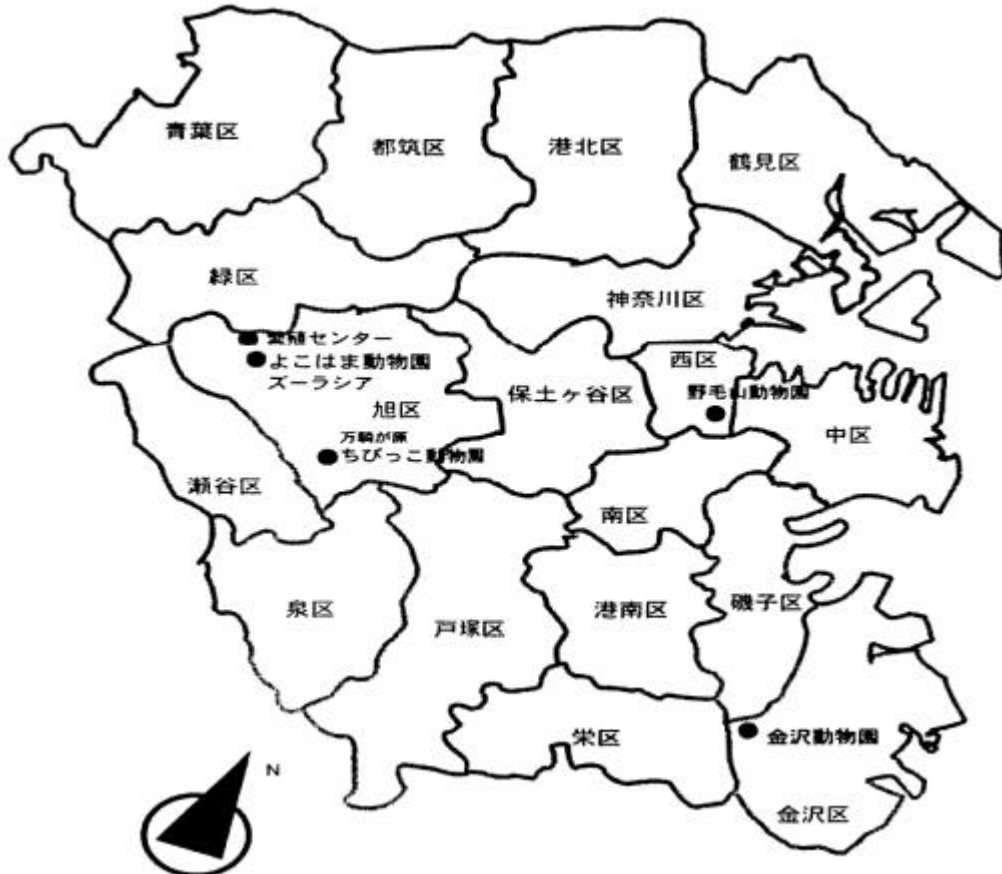 青葉区
都筑区
港北区
鶴見区
緑区
神奈川区
繁殖センター
よこはま動物園
ズーラシア
旭区
保土ヶ谷区
西区
野毛山動物園
中区
万騎が原
ちびっこ動物園
瀬谷区
南区
泉区
戸塚区
港南区
磯子区
栄区
金沢動物園
金沢区
N